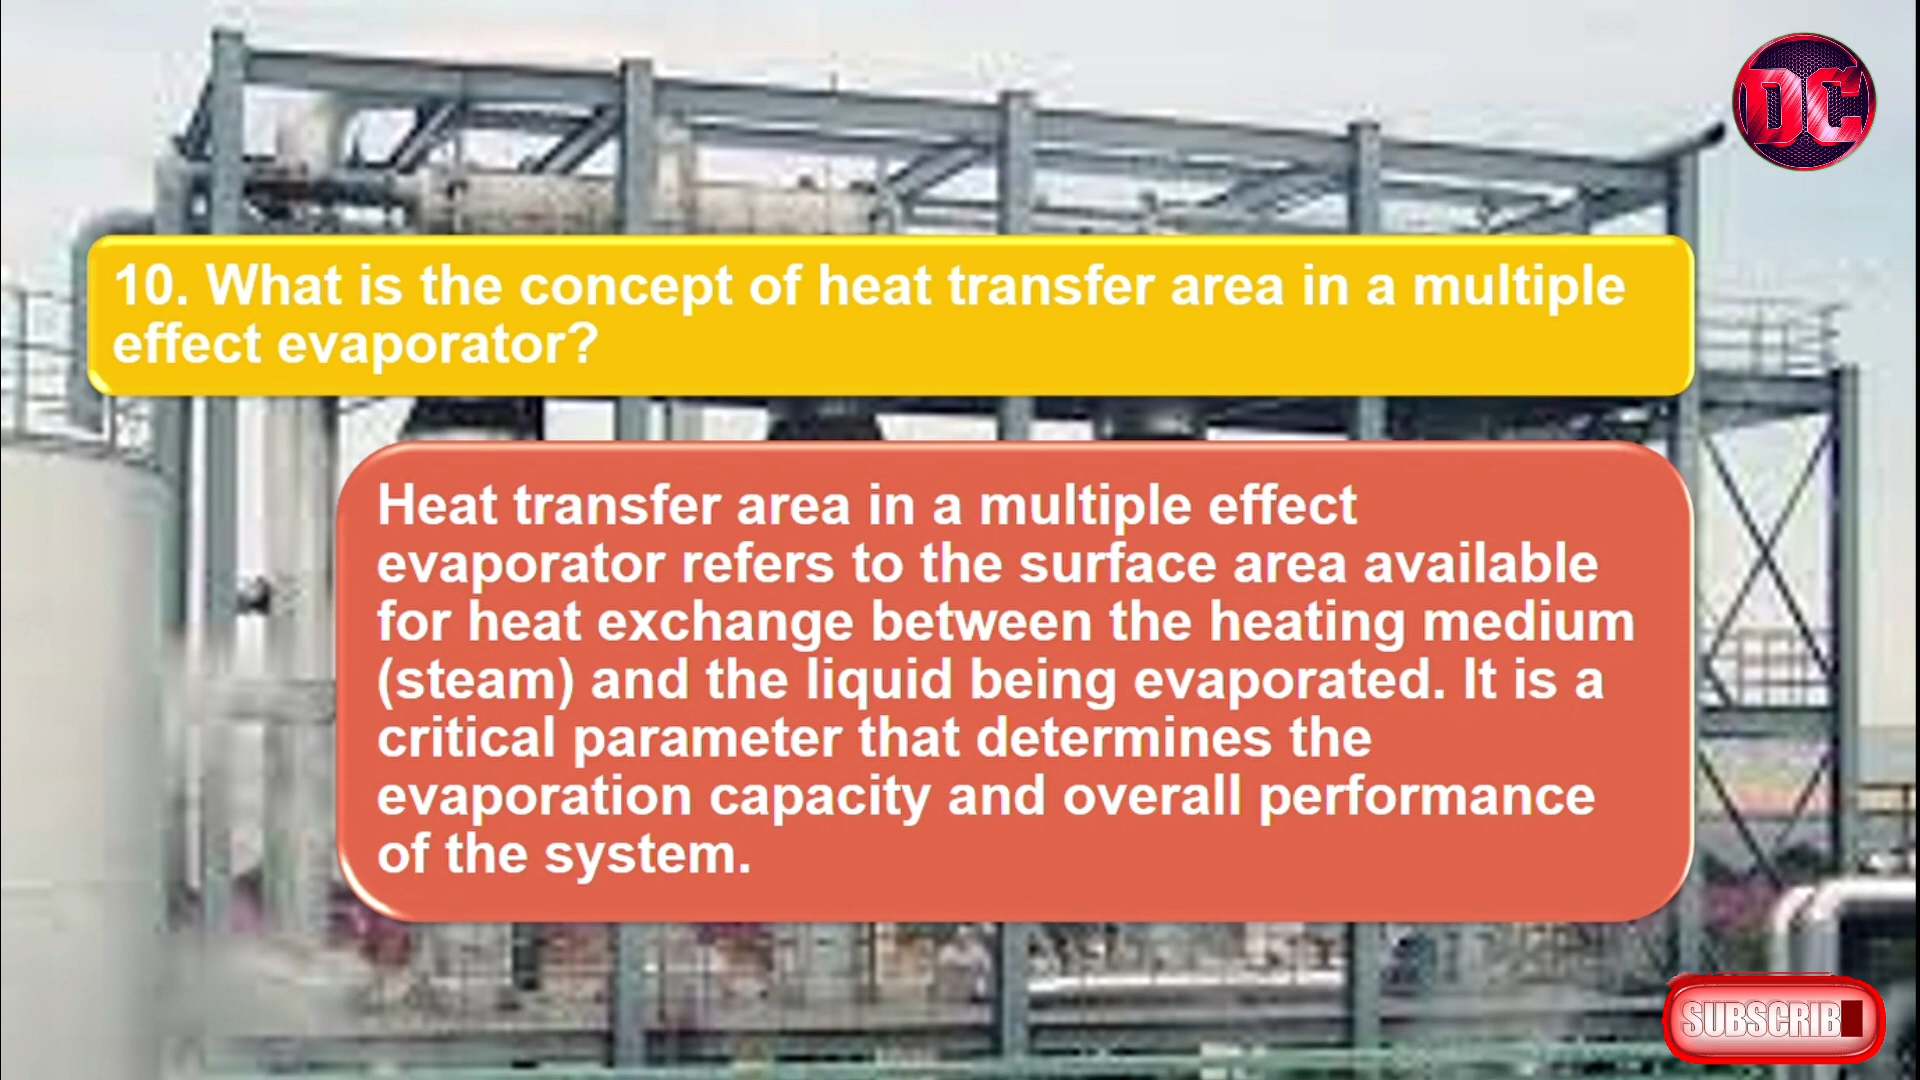 DC
10. What is the concept of heat transfer area in a multiple
effect evaporator?
Heat transfer area in a multiple effect
evaporator refers to the surface area available
for heat exchange between the heating medium
(steam) and the liquid being evaporated. It is a
critical parameter that determines the
evaporation capacity and overall performance
of the system.
SUBSCRIB